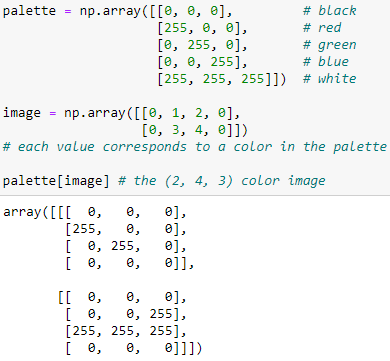 palette = np.array([[0, 0, 0],         # black
                    [255, 0, 0],       # red
                    [0, 255, 0],       # green
                    [0, 0, 255],       # blue
                    [255, 255, 255]])  # white
image = np.array([[0, 1, 2, 0],
                  [0, 3, 4, 0]])
# each value corresponds to a color in the palette
palette[image] # the (2, 4, 3) color image
array([[[  0,   0,   0],
        [255,   0,   0],
        [  0, 255,   0],
        [  0,   0,   0]],
       [[  0,   0,   0],
        [  0,   0, 255],
        [255, 255, 255],
        [  0,   0,   0]]])